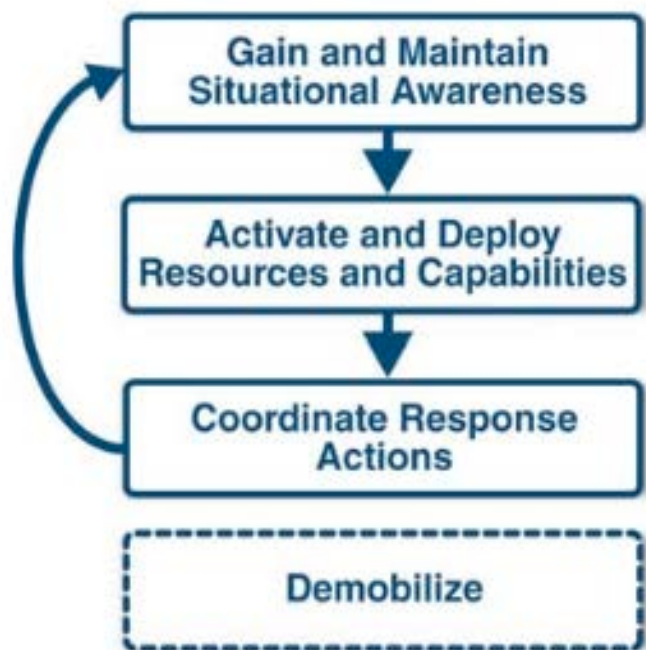 Gain and Maintain
Situational Awareness
Activate and Deploy
Resources and Capabilities
Coordinate Response
Actions
Demobilize